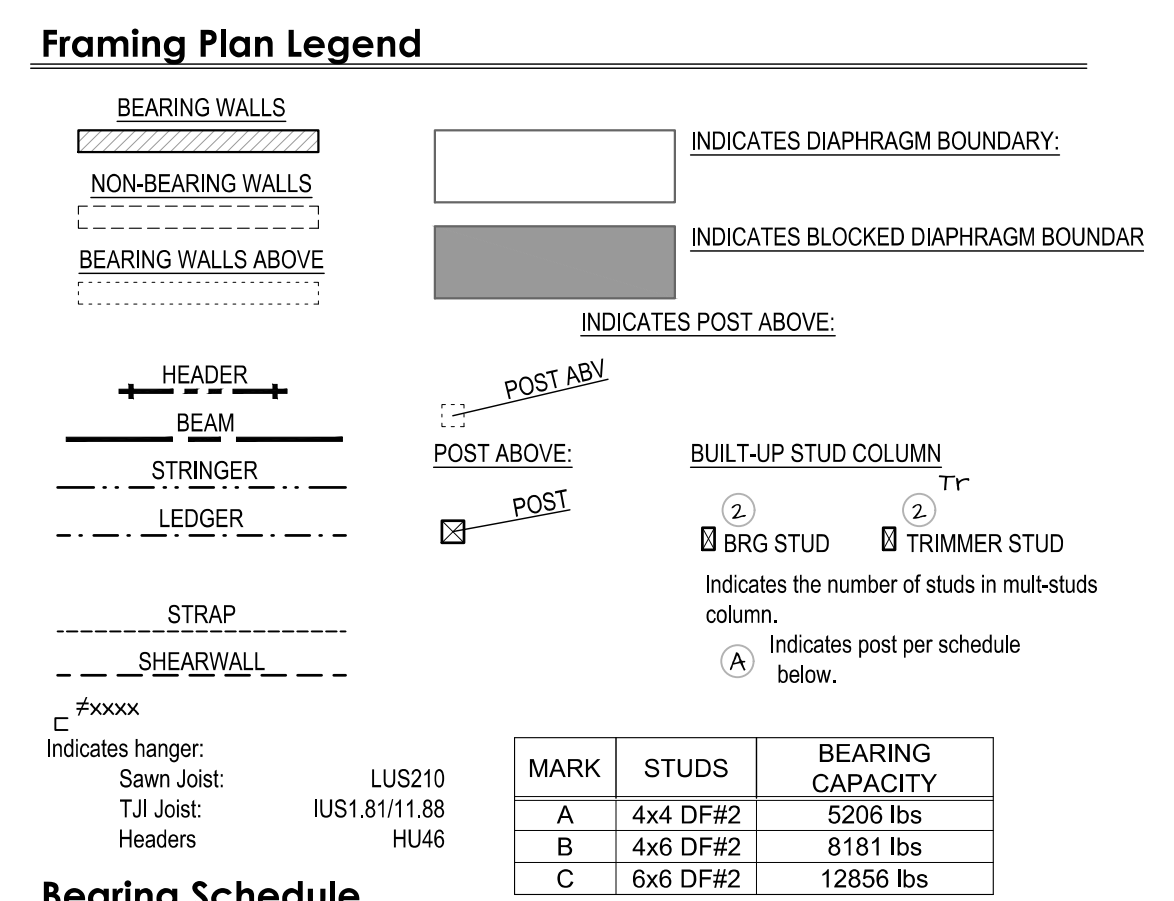 Framing Plan Legend
BEARING WALLS
NON-BEARING WALLS
BEARING WALLS ABOVE
HEADER
BEAM
STRINGER
LEDGER
STRAP
SHEARWALL
≠xxxx
Indicates hanger:
Sawn Joist: LUS210
TJI Joist: IUS1.81/11.88
Headers HU46
INDICATES DIAPHRAGM BOUNDARY:
INDICATES BLOCKED DIAPHRAGM BOUNDAR
INDICATES POST ABOVE:
POST ABV
POST ABOVE:
POST
BUILT-UP STUD COLUMN
Tr
2 2
BRG STUD TRIMMER STUD
Indicates the number of studs in mult-studs
column.
A Indicates post per schedule
below.
MARK STUDS BEARING
CAPACITY
A 4x4 DF#2 5206 lbs
B 4x6 DF#2 8181 lbs
C 6x6 DF#2 12856 lbs
Bearing Schedule